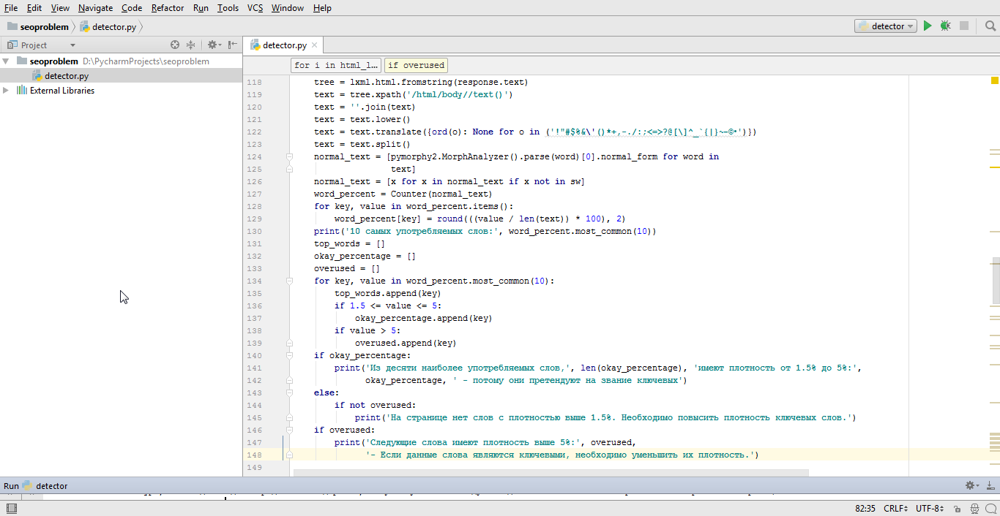 File Edit View Navigate Code Refactor Run Tools VCS Window Help
seoproblem detector.py detector
Project detector.py
seoproblem D:\PycharmProjects\seoproblem
detector.py
External Libraries
for i in html_l... if overused
118 tree = lxml.html.fromstring(response.text)
119 text = tree.xpath('/html/body//text()')
120 text = ''.join(text)
121 text = text.lower()
122 text = text.translate({ord(o): None for o in ('!"#$%&\'()*+,-./:;<=>?@[\]^_`{|}~—©•')})
123 text = text.split()
124 normal_text = [pymorphy2.MorphAnalyzer().parse(word)[0].normal_form for word in
125 text]
126 normal_text = [x for x in normal_text if x not in sw]
127 word_percent = Counter(normal_text)
128 for key, value in word_percent.items():
129 word_percent[key] = round(((value / len(text)) * 100), 2)
130 print('10 самых употребляемых слов:', word_percent.most_common(10))
131 top_words = []
132 okay_percentage = []
133 overused = []
134 for key, value in word_percent.most_common(10):
135 top_words.append(key)
136 if 1.5 <= value <= 5:
137 okay_percentage.append(key)
138 if value > 5:
139 overused.append(key)
140 if okay_percentage:
141 print('Из десяти наиболее употребляемых слов,', len(okay_percentage), 'имеют плотность от 1.5% до 5%:',
142 okay_percentage, ' - потому они претендуют на звание ключевых')
143 else:
144 if not overused:
145 print('На странице нет слов с плотностью выше 1.5%. Необходимо повысить плотность ключевых слов.')
146 if overused:
147 print('Следующие слова имеют плотность выше 5%:', overused,
148 '- Если данные слова являются ключевыми, необходимо уменьшить их плотность.')
149
Run detector
82:35 CRLF UTF-8